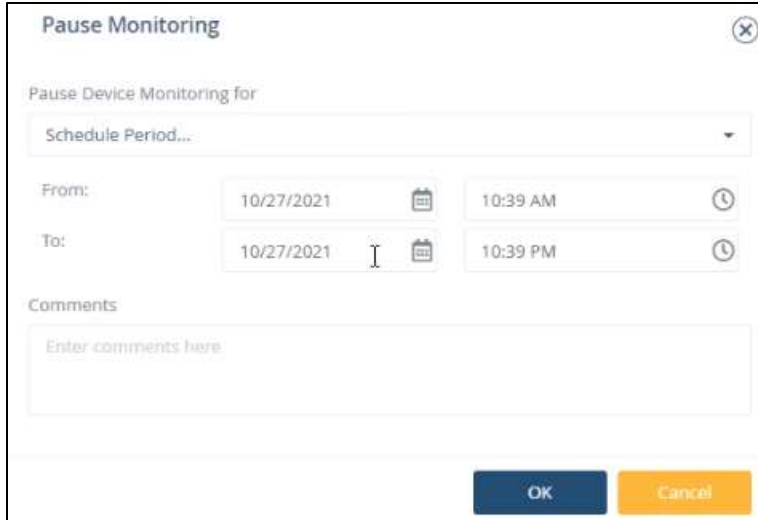 Pause Monitoring
Pause Device Monitoring for
Schedule Period...
From: 10/27/2021 10:39 AM
To: 10/27/2021 10:39 PM
Comments
Enter comments here
OK Cancel